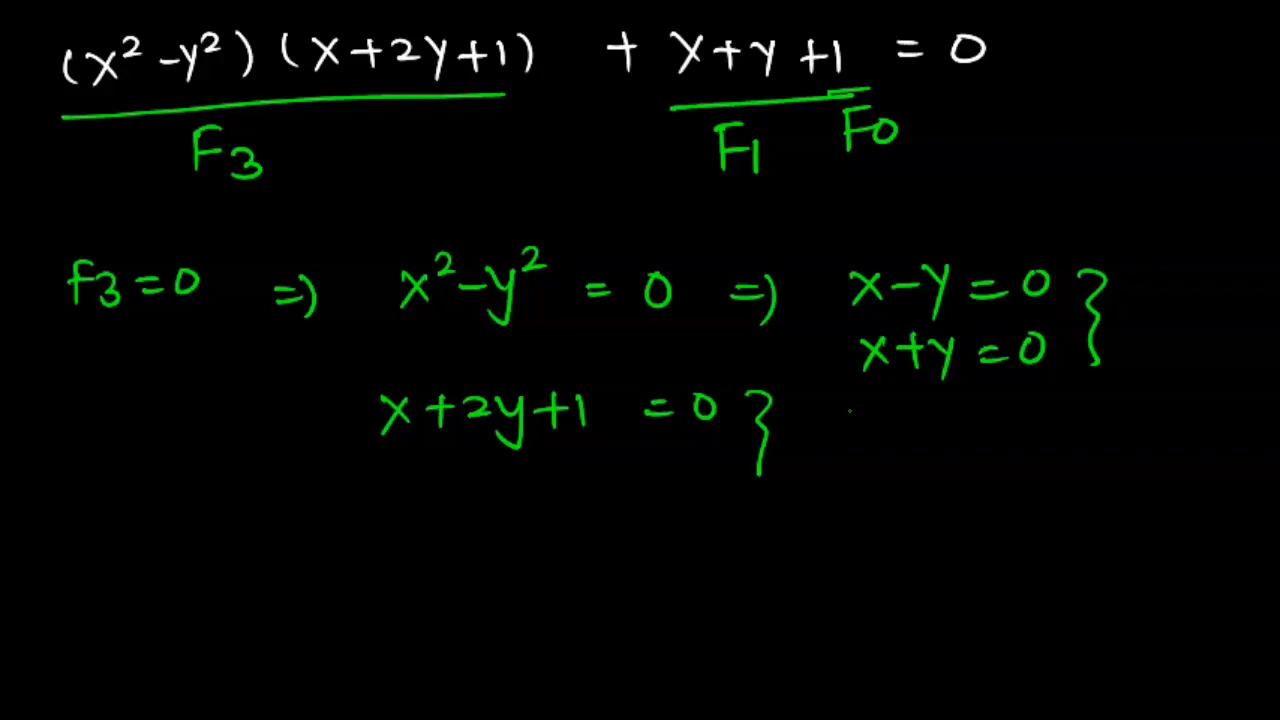 (x² -y²) (x+2y+1) + x+y+1 = 0
F3 F1 F0
F3=0 =) x²-y² = 0 =) x-y=0 }
x+y=0
x+2y+1 =0 }